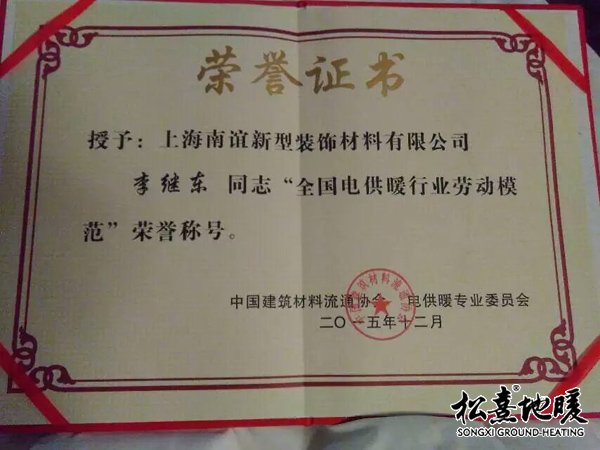 荣誉证书
授予：上海南谊新型装饰材料有限公司
李继东 同志“全国电供暖行业劳动模
范”荣誉称号。
中国建筑材料流通协会 电供暖专业委员会
二〇一五年十二月
松熹地暖®
SONGXI GROUND-HEATING